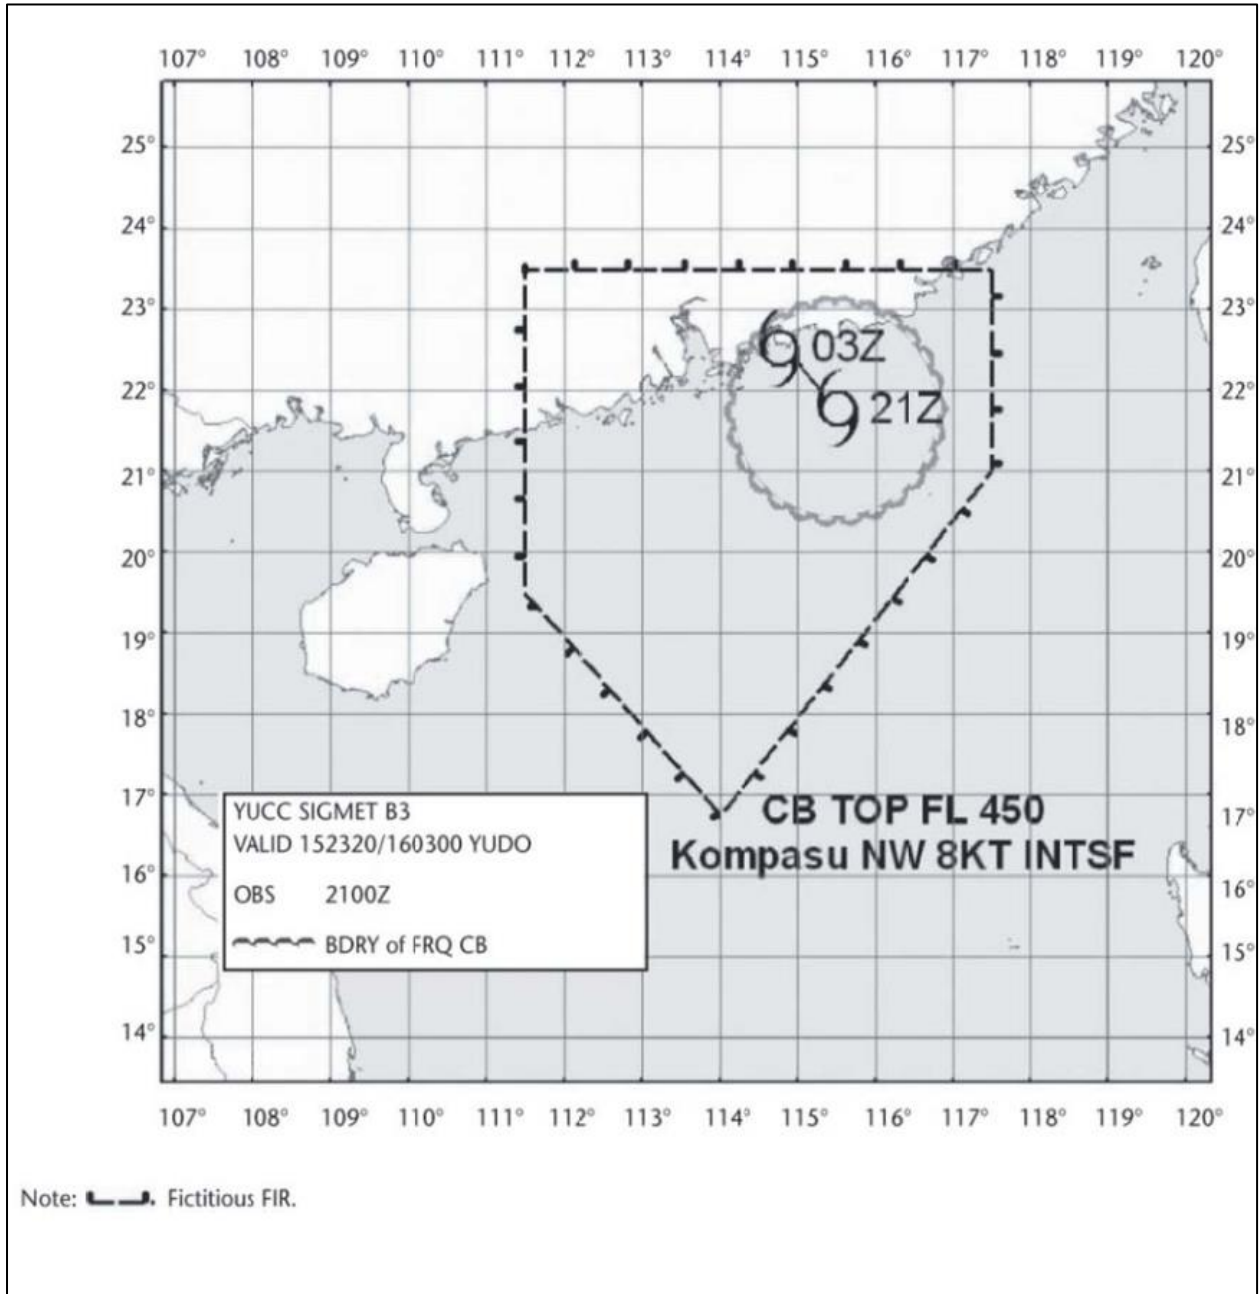 107° 108° 109° 110° 111° 112° 113° 114° 115° 116° 117° 118° 119° 120°
25° 25°
24° 24°
23° 23°
03Z
22° 22°
21Z
21° 21°
20° 20°
19° 19°
18° 18°
17° CB TOP FL 450 17°
YUCC SIGMET B3
VALID 152320/160300 YUDO
Kompasu NW 8KT INTSF
16° 16°
OBS 2100Z
15° BDRY of FRQ CB 15°
14° 14°
107° 108° 109° 110° 111° 112° 113° 114° 115° 116° 117° 118° 119° 120°
Note: Fictitious FIR.